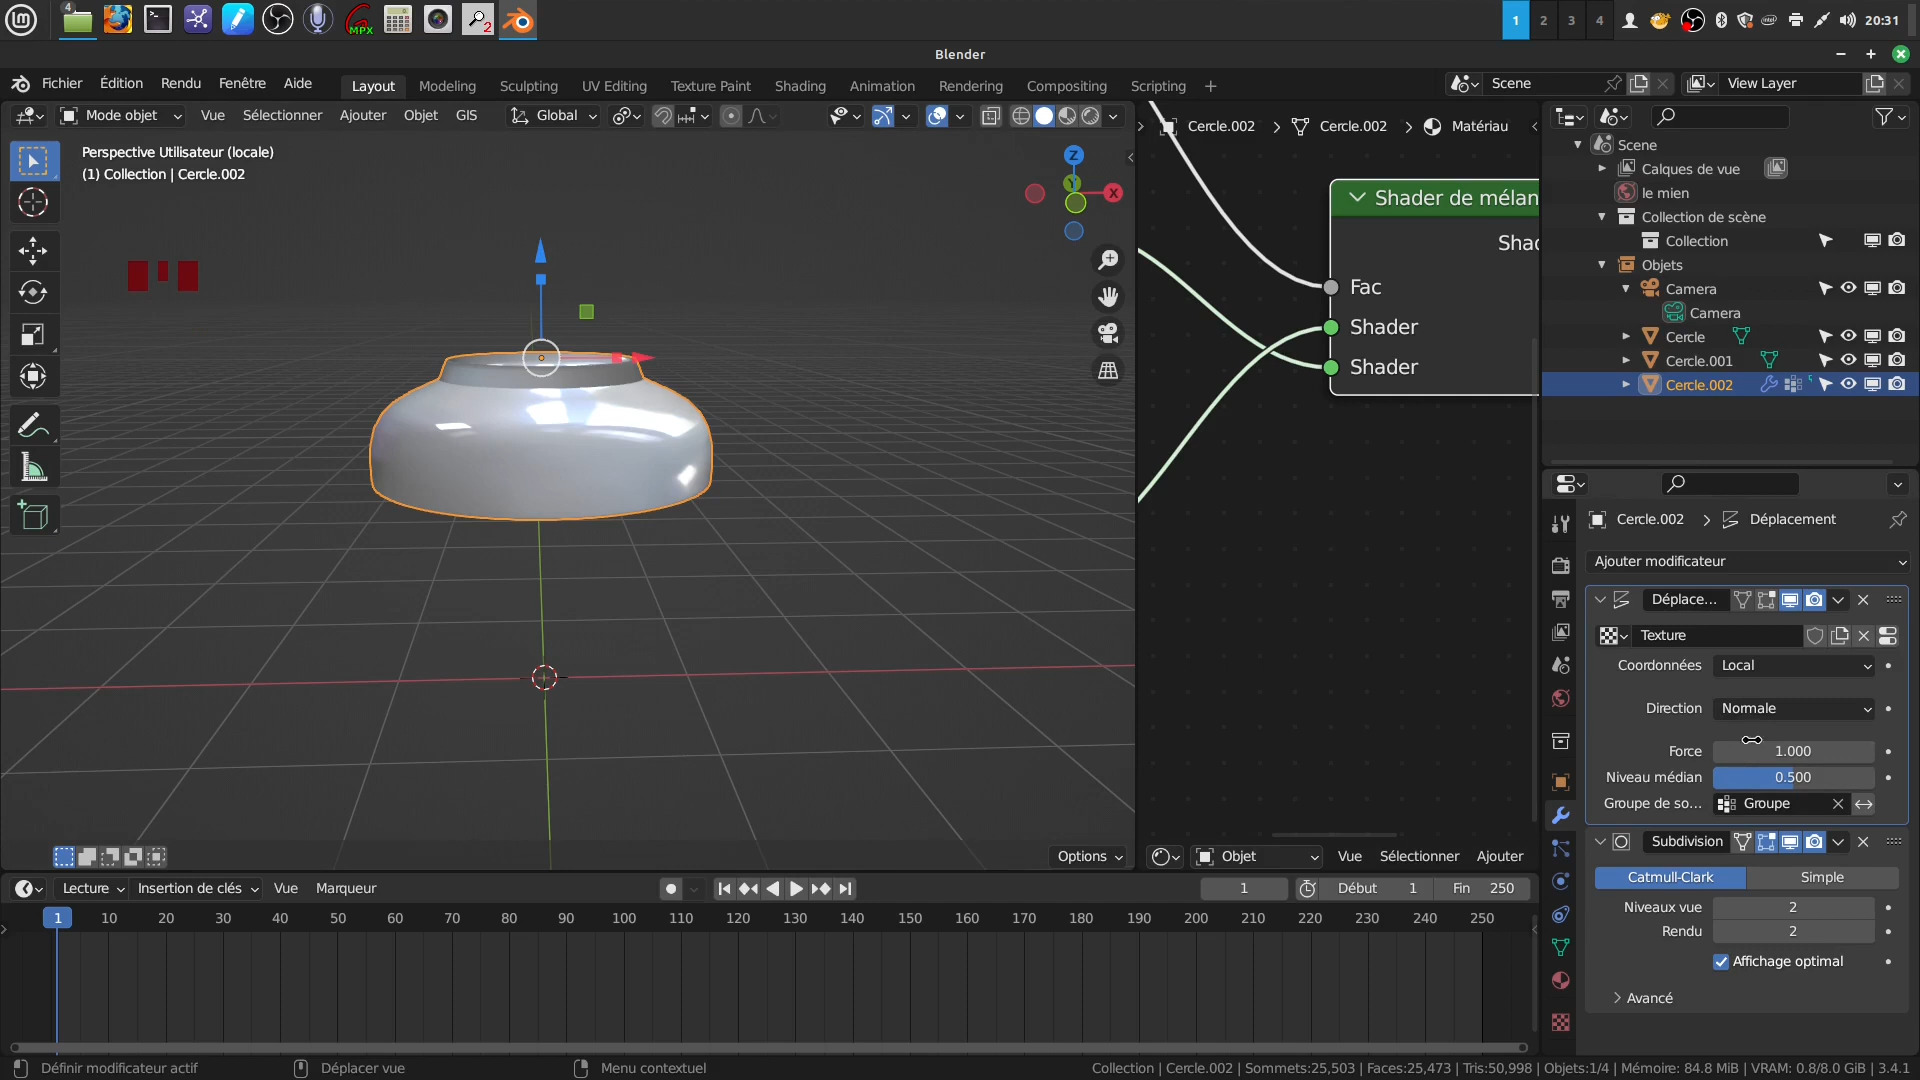 4
MPX
2
1 2 3 4
20:31
Blender
Fichier Édition Rendu Fenêtre Aide Layout Modeling Sculpting UV Editing Texture Paint Shading Animation Rendering Compositing Scripting + Scene View Layer
Mode objet Vue Sélectionner Ajouter Objet GIS Global
Cercle.002 > Cercle.002 > Matériau
Perspective Utilisateur (locale)
(1) Collection | Cercle.002
Z
Y
X
Shader de mélan
Shac
Fac
Shader
Shader
Scene
Calques de vue
le mien
Collection de scène
Collection
Objets
Camera
Camera
Cercle
Cercle.001
Cercle.002
Cercle.002 > Déplacement
Ajouter modificateur
Déplace...
Texture
Coordonnées Local
Direction Normale
Force 1.000
Niveau médian 0.500
Groupe de so... Groupe
Subdivision
Catmull-Clark Simple
Niveaux vue 2
Rendu 2
Affichage optimal
Avancé
Options
Objet Vue Sélectionner Ajouter
Lecture Insertion de clés Vue Marqueur 1 Début 1 Fin 250
1 10 20 30 40 50 60 70 80 90 100 110 120 130 140 150 160 170 180 190 200 210 220 230 240 250
Définir modificateur actif Déplacer vue Menu contextuel
Collection | Cercle.002 | Sommets:25,503 | Faces:25,473 | Tris:50,998 | Objets:1/4 | Mémoire: 84.8 MiB | VRAM: 0.8/8.0 GiB | 3.4.1